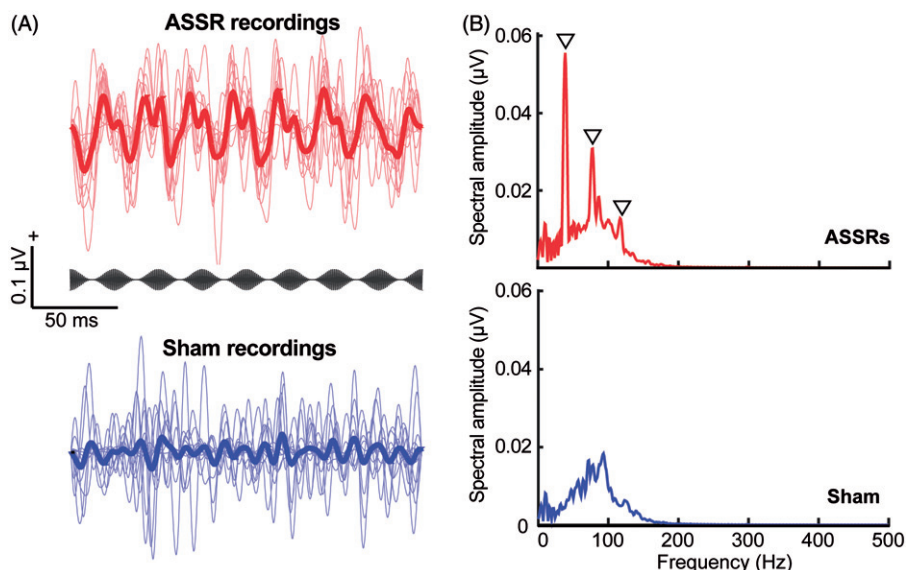 (A)
ASSR recordings
+
0.1 µV
50 ms
Sham recordings
(B)
0.06
0.04
0.02
0
Spectral amplitude (µV)
ASSRs
0.06
0.04
0.02
0
Spectral amplitude (µV)
Sham
0 100 200 300 400 500
Frequency (Hz)